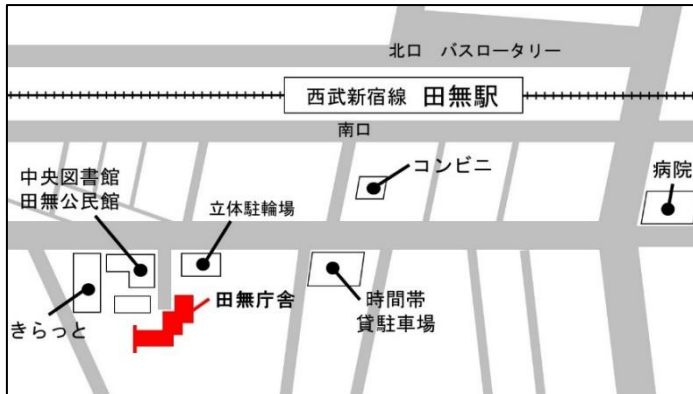 北口 バスロータリー
西武新宿線 田無駅
南口
コンビニ
病院
中央図書館
田無公民館
立体駐輪場
田無庁舎
時間帯
貸駐車場
きらっと